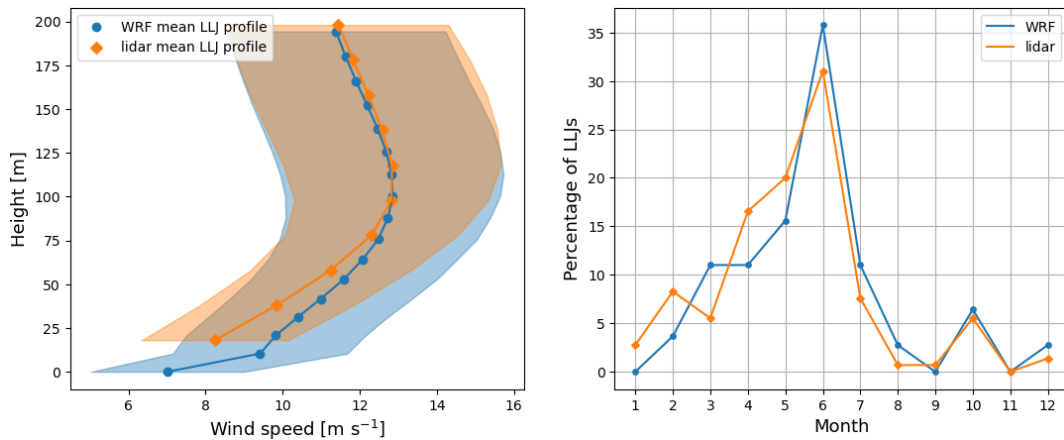 WRF mean LLJ profile
lidar mean LLJ profile
200
175
150
125
100
75
50
25
0
Height [m]
6 8 10 12 14 16
Wind speed [m s⁻¹]
WRF
lidar
35
30
25
20
15
10
5
0
Percentage of LLJs
1 2 3 4 5 6 7 8 9 10 11 12
Month